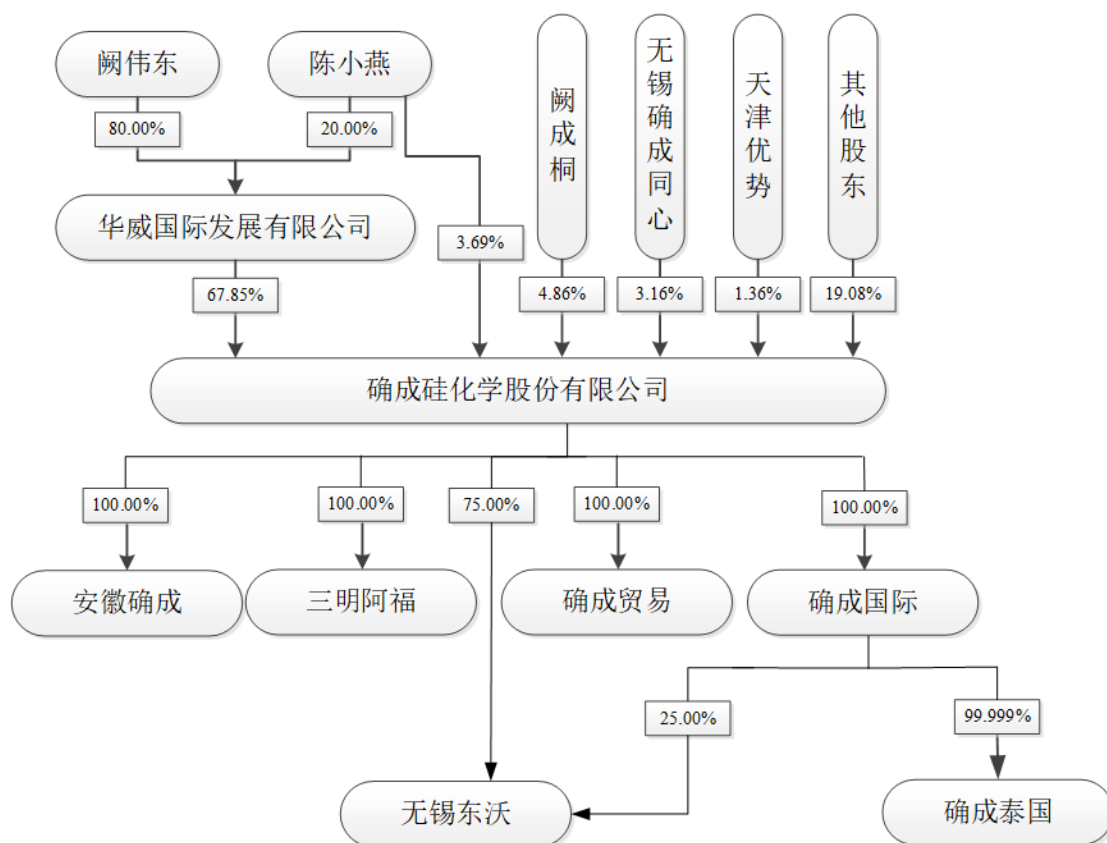 阙伟东
陈小燕
阙成桐
无锡确成同心
天津优势
其他股东
80.00%
20.00%
华威国际发展有限公司
3.69%
67.85%
4.86%
3.16%
1.36%
19.08%
确成硅化学股份有限公司
100.00%
100.00%
75.00%
100.00%
100.00%
安徽确成
三明阿福
确成贸易
确成国际
25.00%
99.999%
无锡东沃
确成泰国